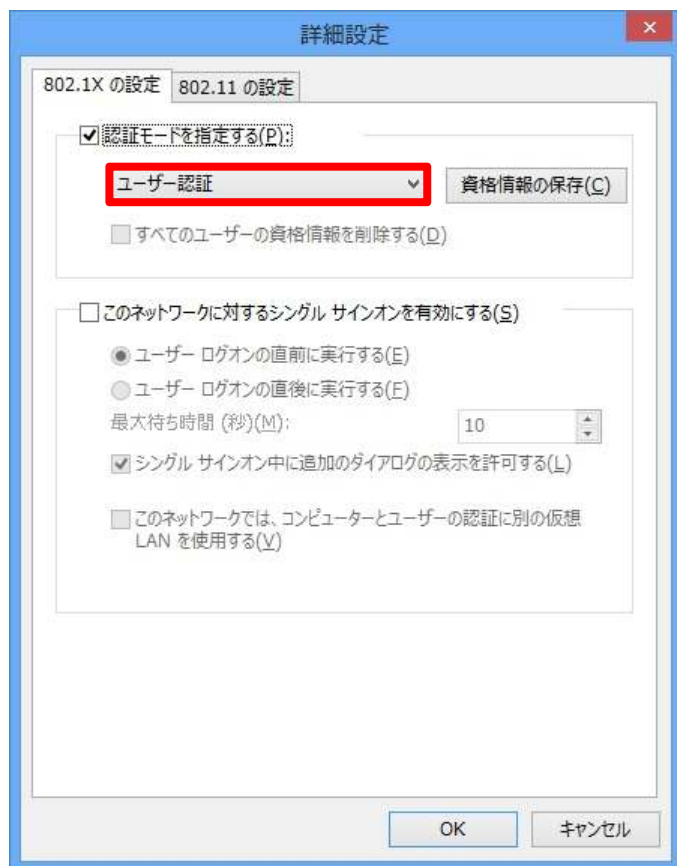 詳細設定
802.1X の設定 802.11 の設定
認証モードを指定する(P):
ユーザー認証 資格情報の保存(C)
すべてのユーザーの資格情報を削除する(D)
このネットワークに対するシングル サインオンを有効にする(S)
ユーザー ログオンの直前に実行する(E)
ユーザー ログオンの直後に実行する(F)
最大待ち時間 (秒)(M): 10
シングル サインオン中に追加のダイアログの表示を許可する(L)
このネットワークでは、コンピューターとユーザーの認証に別の仮想
LAN を使用する(V)
OK キャンセル